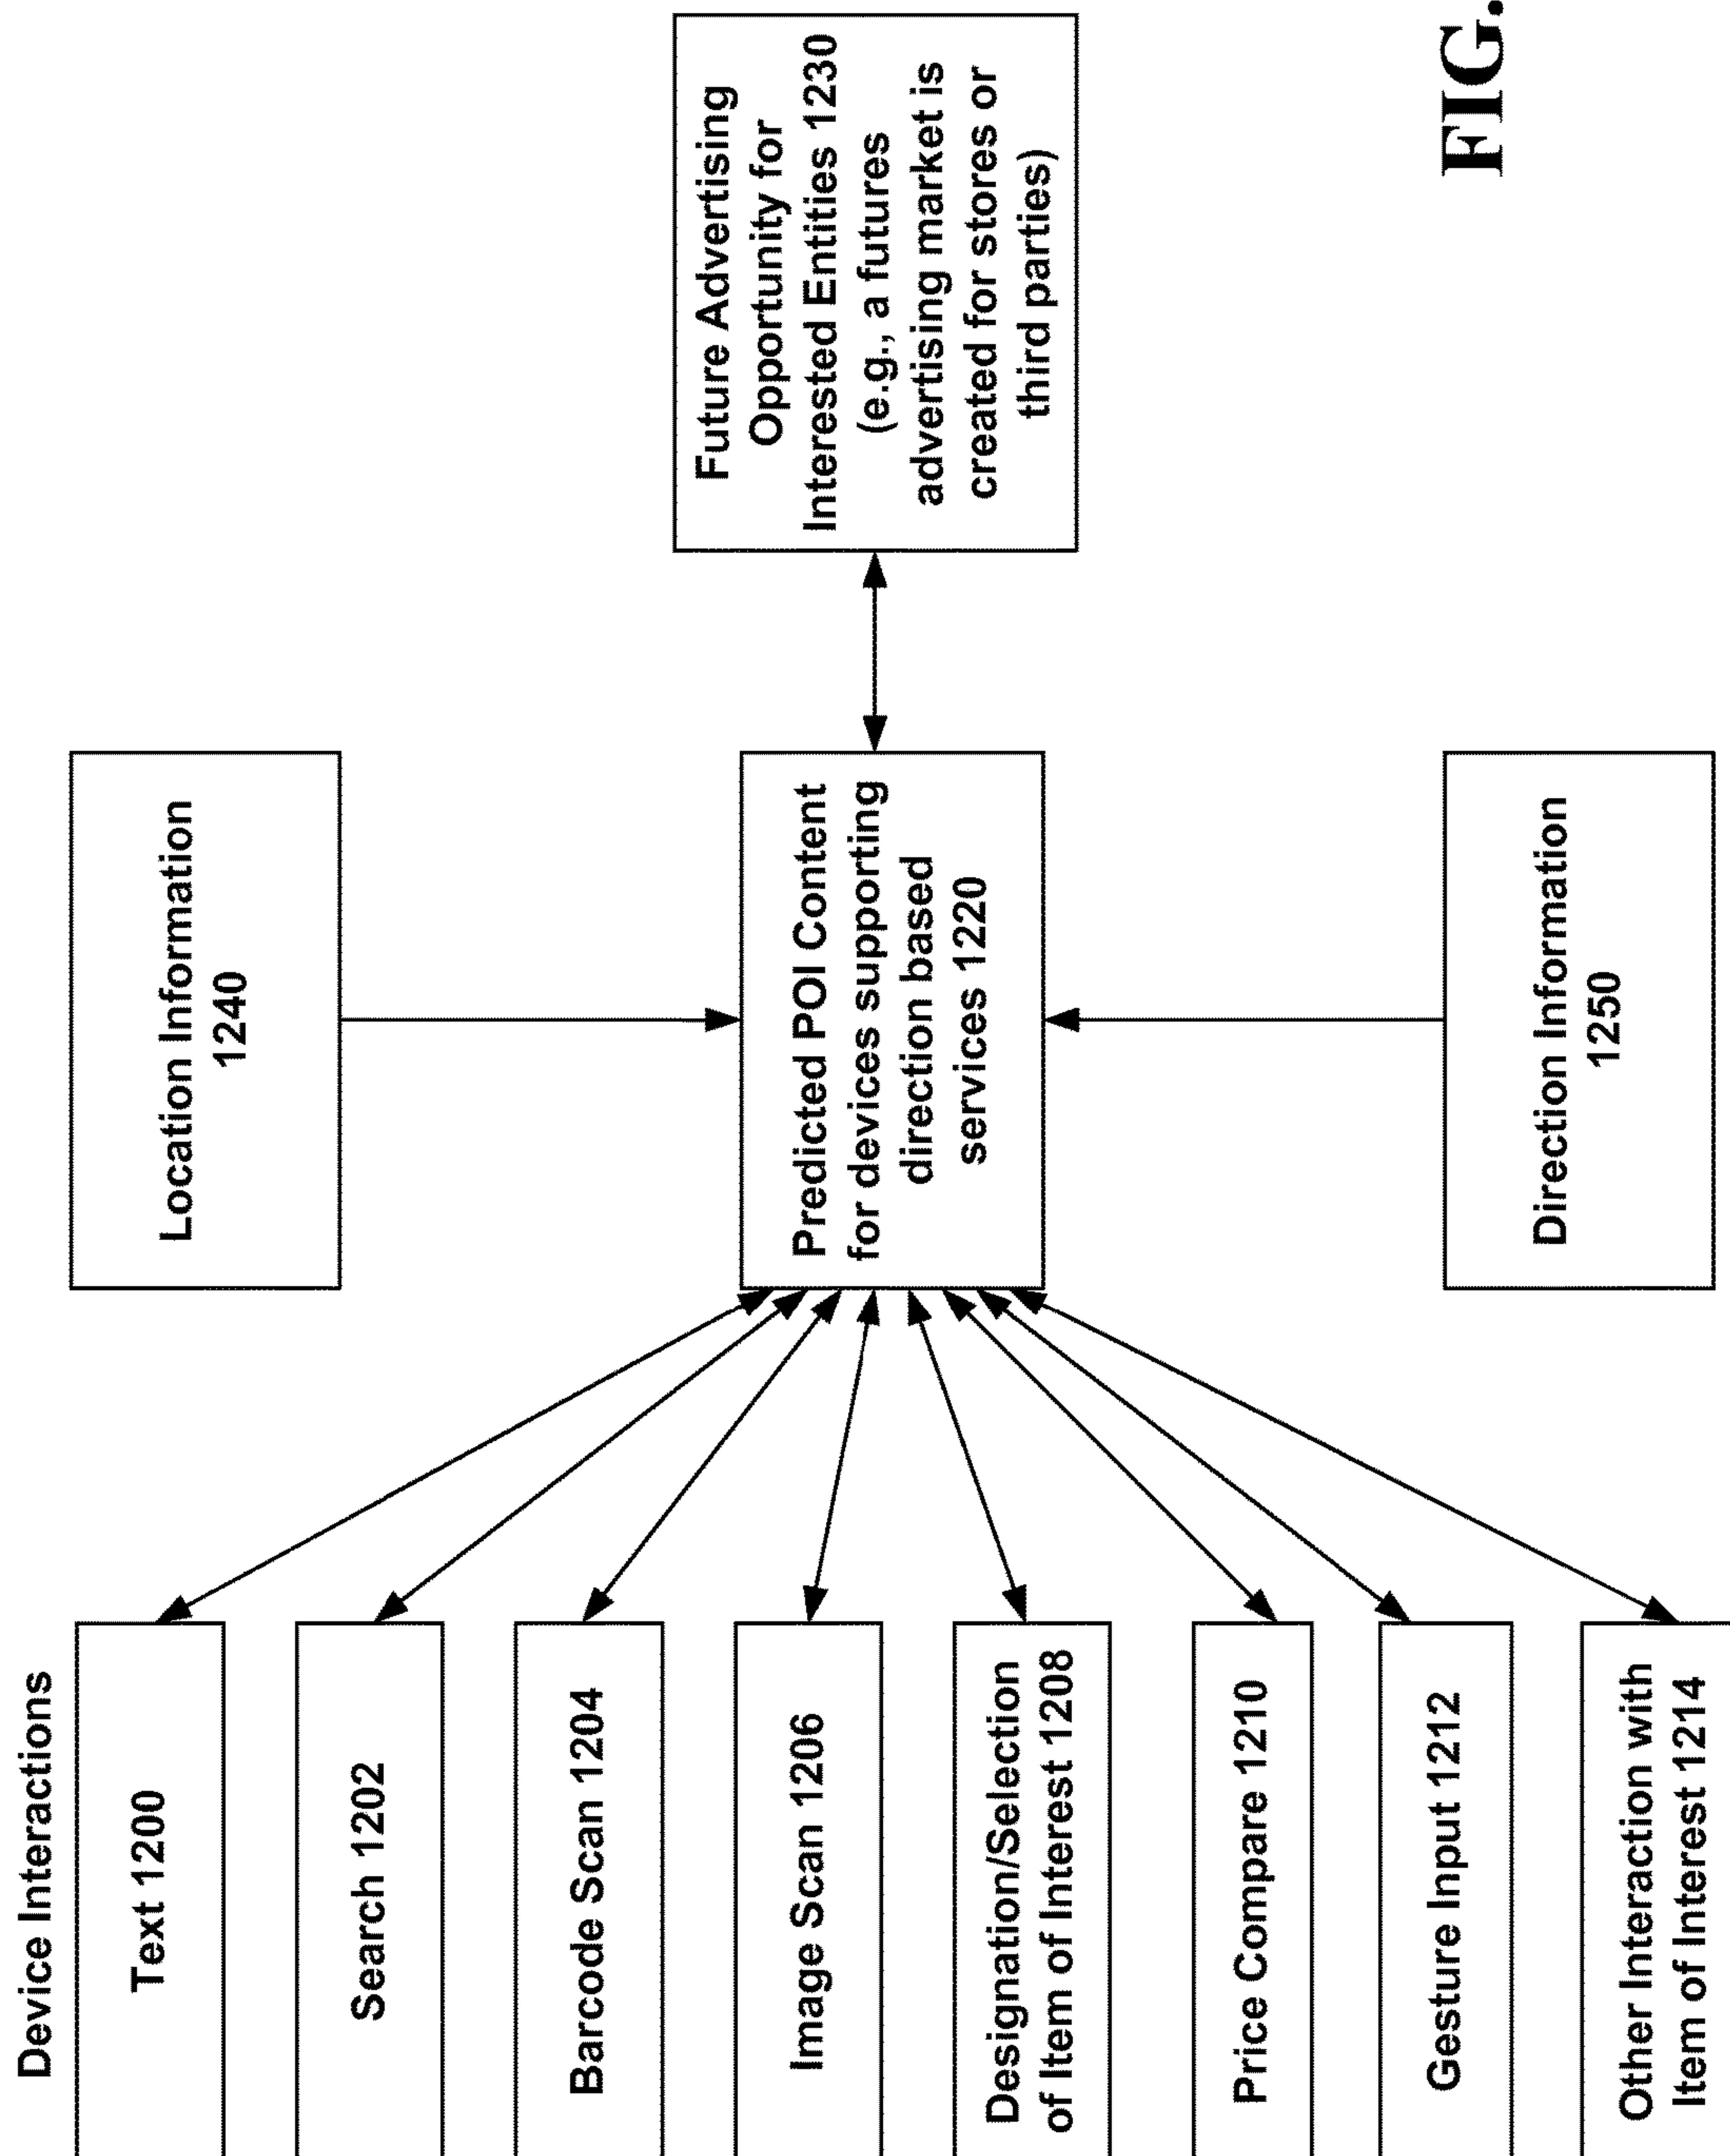 Device Interactions
Text 1200
Search 1202
Barcode Scan 1204
Image Scan 1206
Designation/Selection
of Item of Interest 1208
Price Compare 1210
Gesture Input 1212
Other Interaction with
Item of Interest 1214
Location Information
1240
Predicted POI Content
for devices supporting
direction based
services 1220
Direction Information
1250
Future Advertising
Opportunity for
Interested Entities 1230
(e.g., a futures
advertising market is
created for stores or
third parties)
FIG.